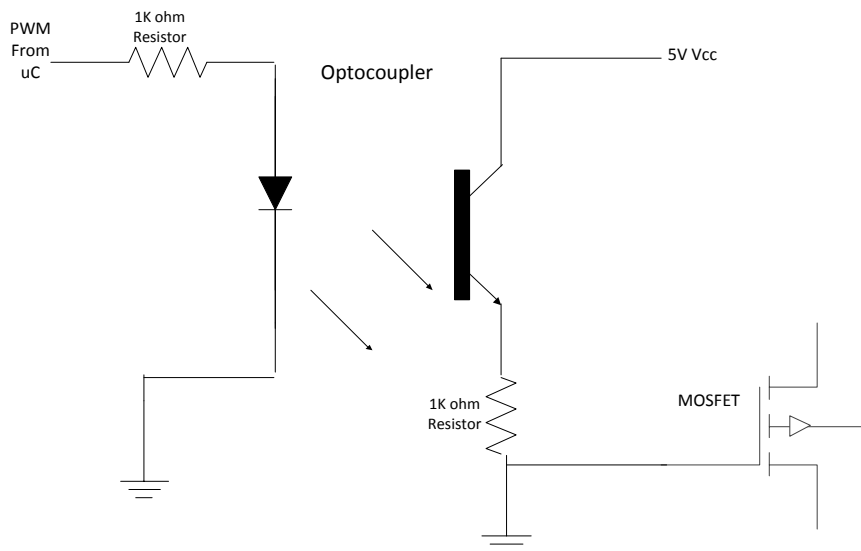 PWM
From
uC
1K ohm
Resistor
Optocoupler
5V Vcc
1K ohm
Resistor
MOSFET